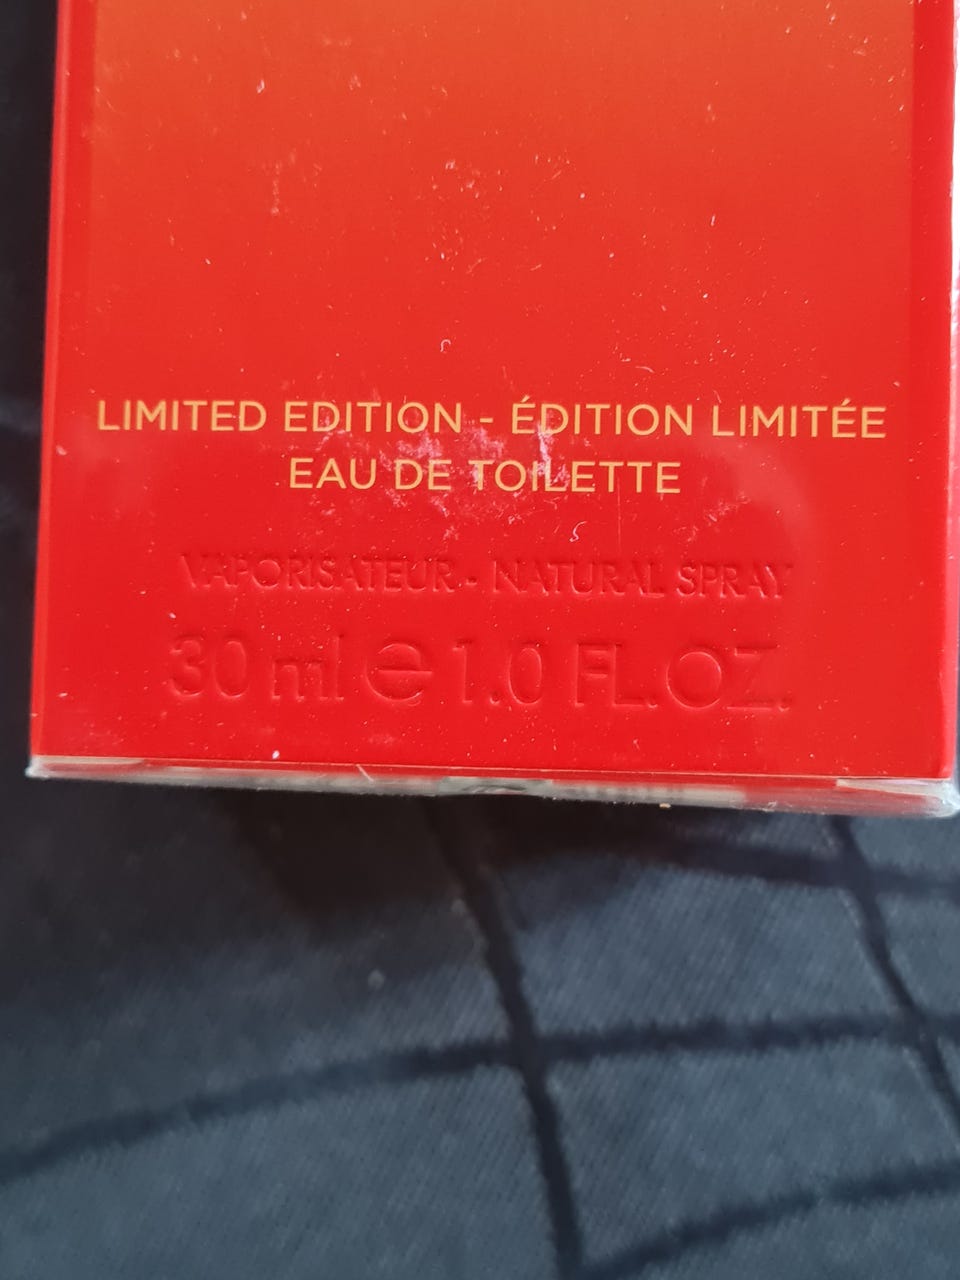 LIMITED EDITION - ÉDITION LIMITÉE
EAU DE TOILETTE
VAPORISATEUR - NATURAL SPRAY
30 ml ℮ 1.0 FL.OZ.